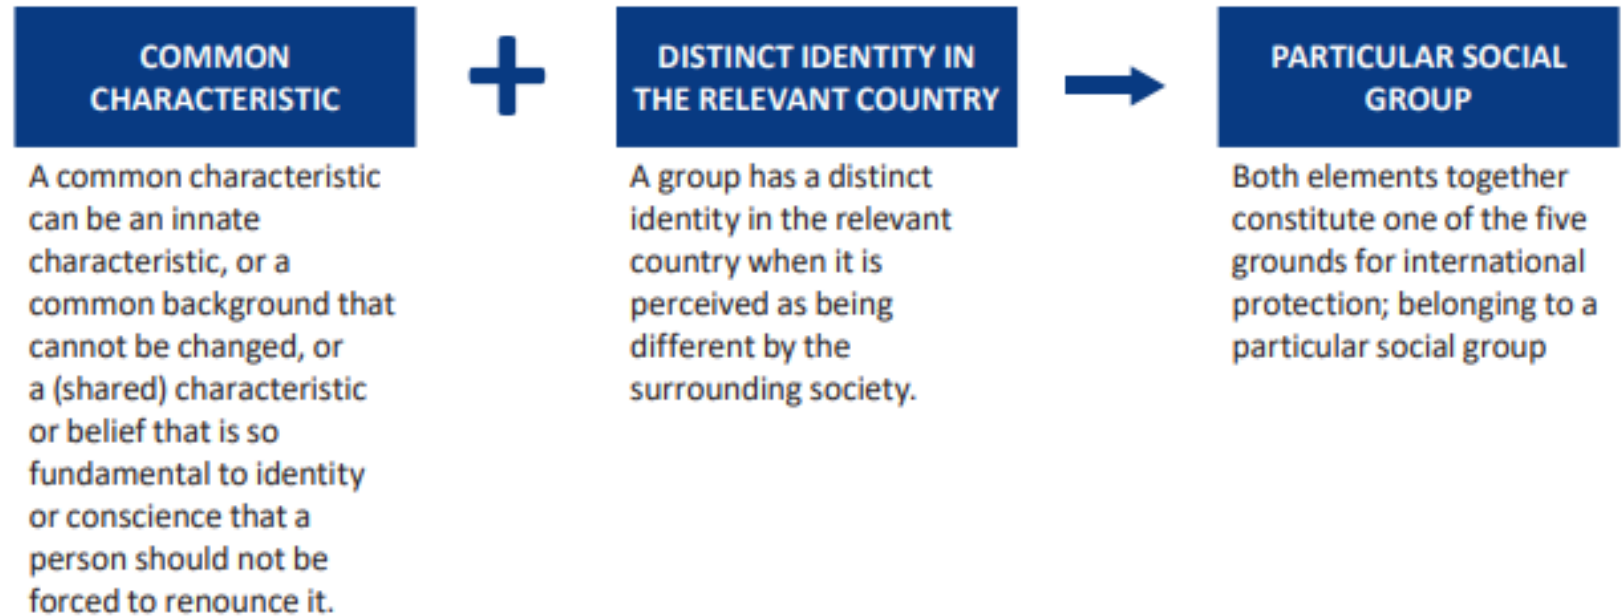 COMMON
CHARACTERISTIC
A common characteristic
can be an innate
characteristic, or a
common background that
cannot be changed, or
a (shared) characteristic
or belief that is so
fundamental to identity
or conscience that a
person should not be
forced to renounce it.
DISTINCT IDENTITY IN
THE RELEVANT COUNTRY
A group has a distinct
identity in the relevant
country when it is
perceived as being
different by the
surrounding society.
PARTICULAR SOCIAL
GROUP
Both elements together
constitute one of the five
grounds for international
protection; belonging to a
particular social group